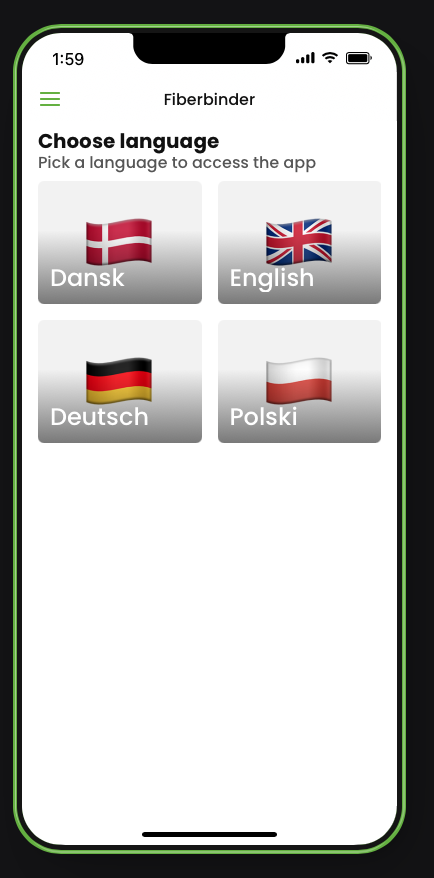 1:59
Fiberbinder
Choose language
Pick a language to access the app
Dansk English
Deutsch Polski